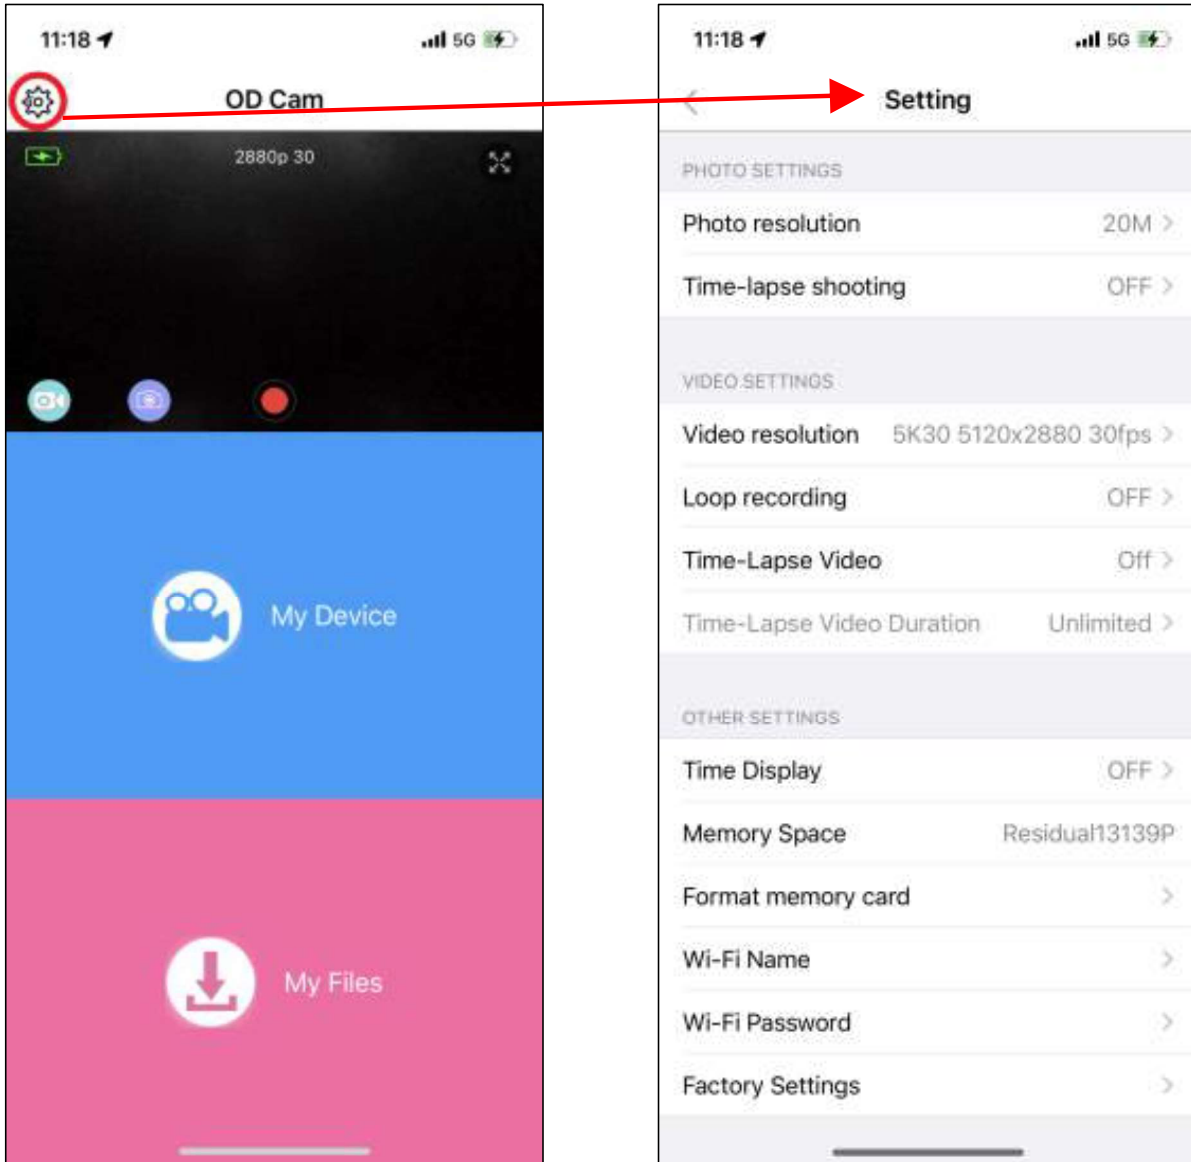 11:18
5G
OD Cam
2880p 30
My Device
My Files
11:18
5G
Setting
PHOTO SETTINGS
Photo resolution 20M
Time-lapse shooting OFF
VIDEO SETTINGS
Video resolution 5K30 5120x2880 30fps
Loop recording OFF
Time-Lapse Video Off
Time-Lapse Video Duration Unlimited
OTHER SETTINGS
Time Display OFF
Memory Space Residual13139P
Format memory card
Wi-Fi Name
Wi-Fi Password
Factory Settings